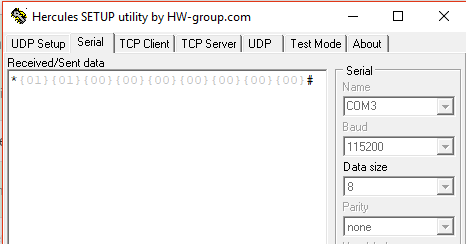 Hercules SETUP utility by HW-group.com
UDP Setup Serial TCP Client TCP Server UDP Test Mode About
Received/Sent data
*{01}{01}{00}{00}{00}{00}{00}{00}{00}#
Serial
Name
COM3
Baud
115200
Data size
8
Parity
none